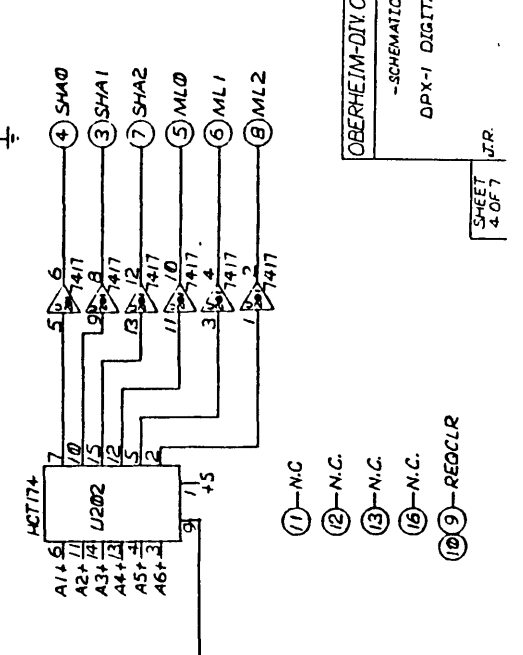 OBERHEIM-DIV. O
-SCHEMATIC
DPX-1 DIGIT
SHEET
4 OF 7
J.R.
4 SHA0
3 SHA1
7 SHA2
5 ML0
6 ML1
8 ML2
5 6 7417
9 8 7417
13 12 7417
11 10 7417
3 4 7417
1 2 7417
HCT174
U202
A1+ 6 7
A2+ 11 10
A3+ 14 15
A4+ 13 12
A5+ 4 5
A6+ 3 2
9 1 +5
11 N.C
12 N.C.
13 N.C.
16 N.C.
10 9 REQCLR